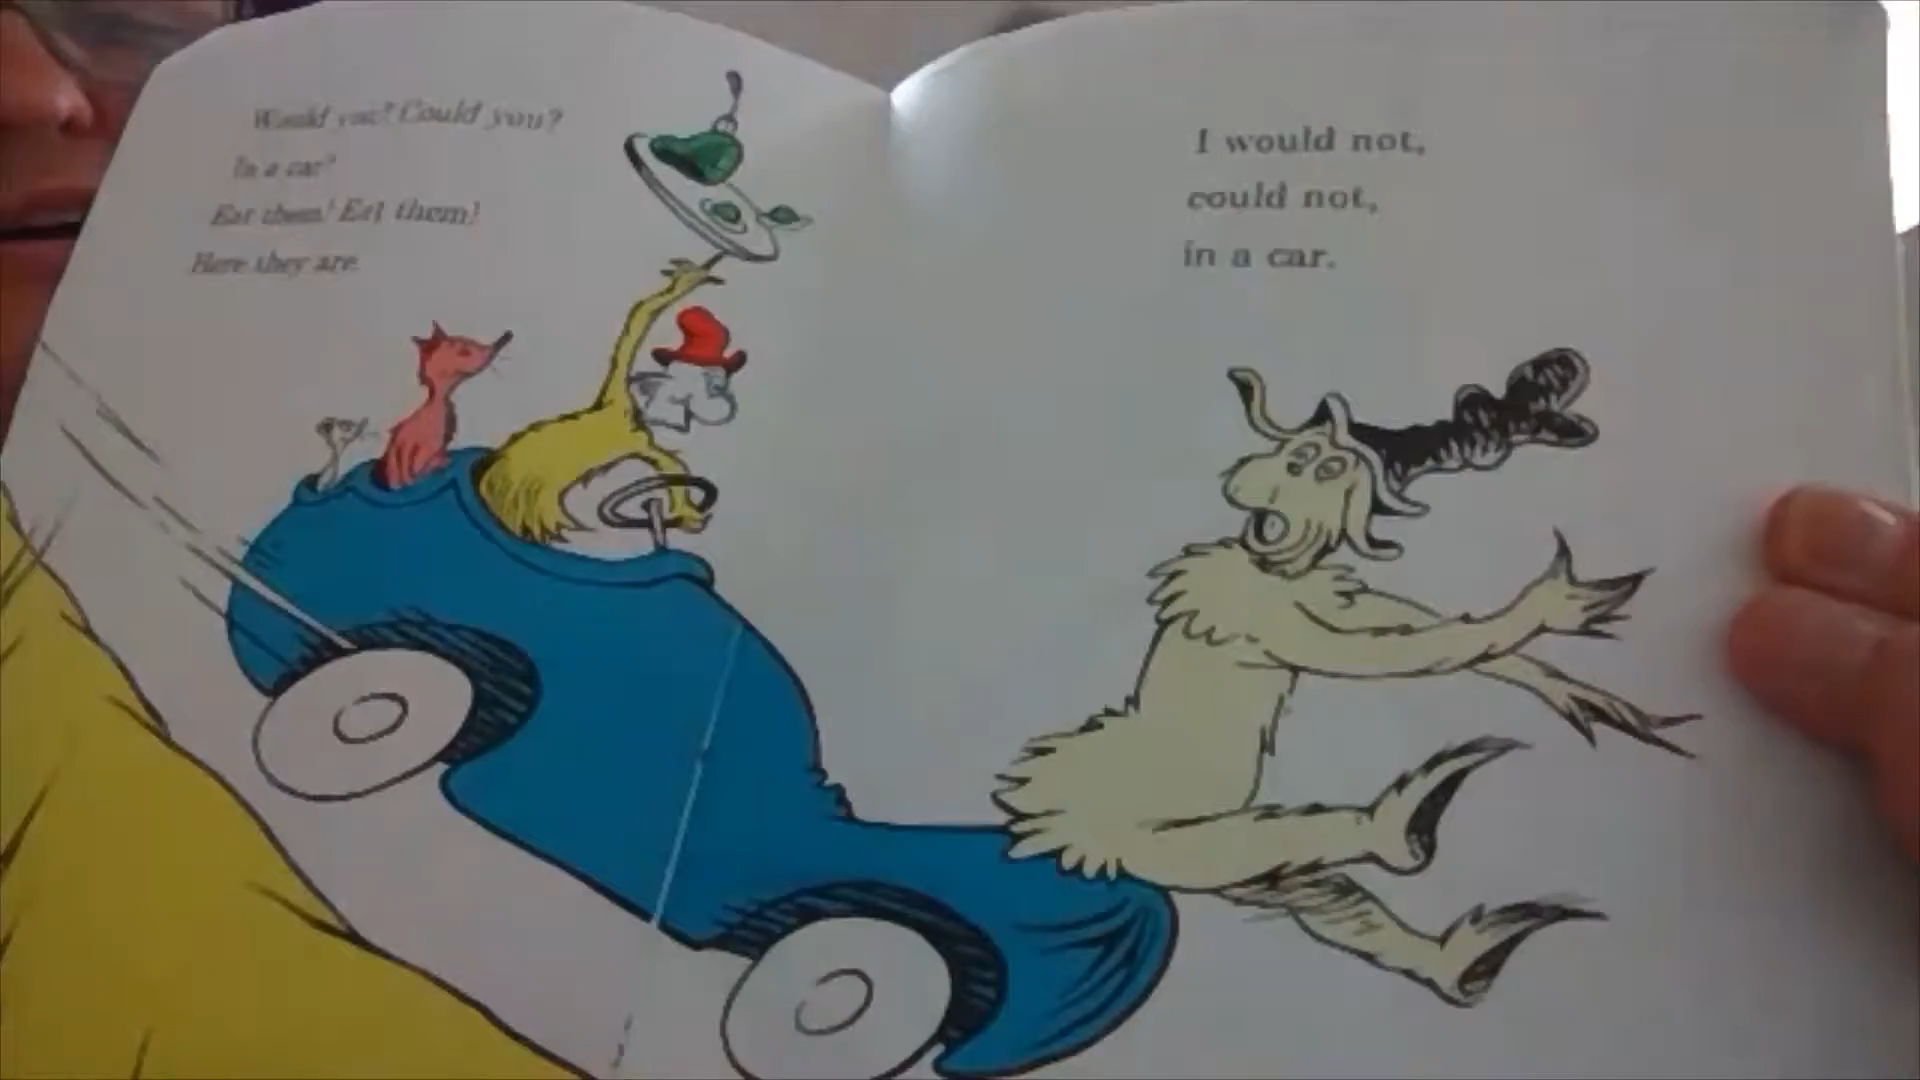 Would you? Could you?
In a car?
Eat them! Eat them!
Here they are.
I would not,
could not,
in a car.